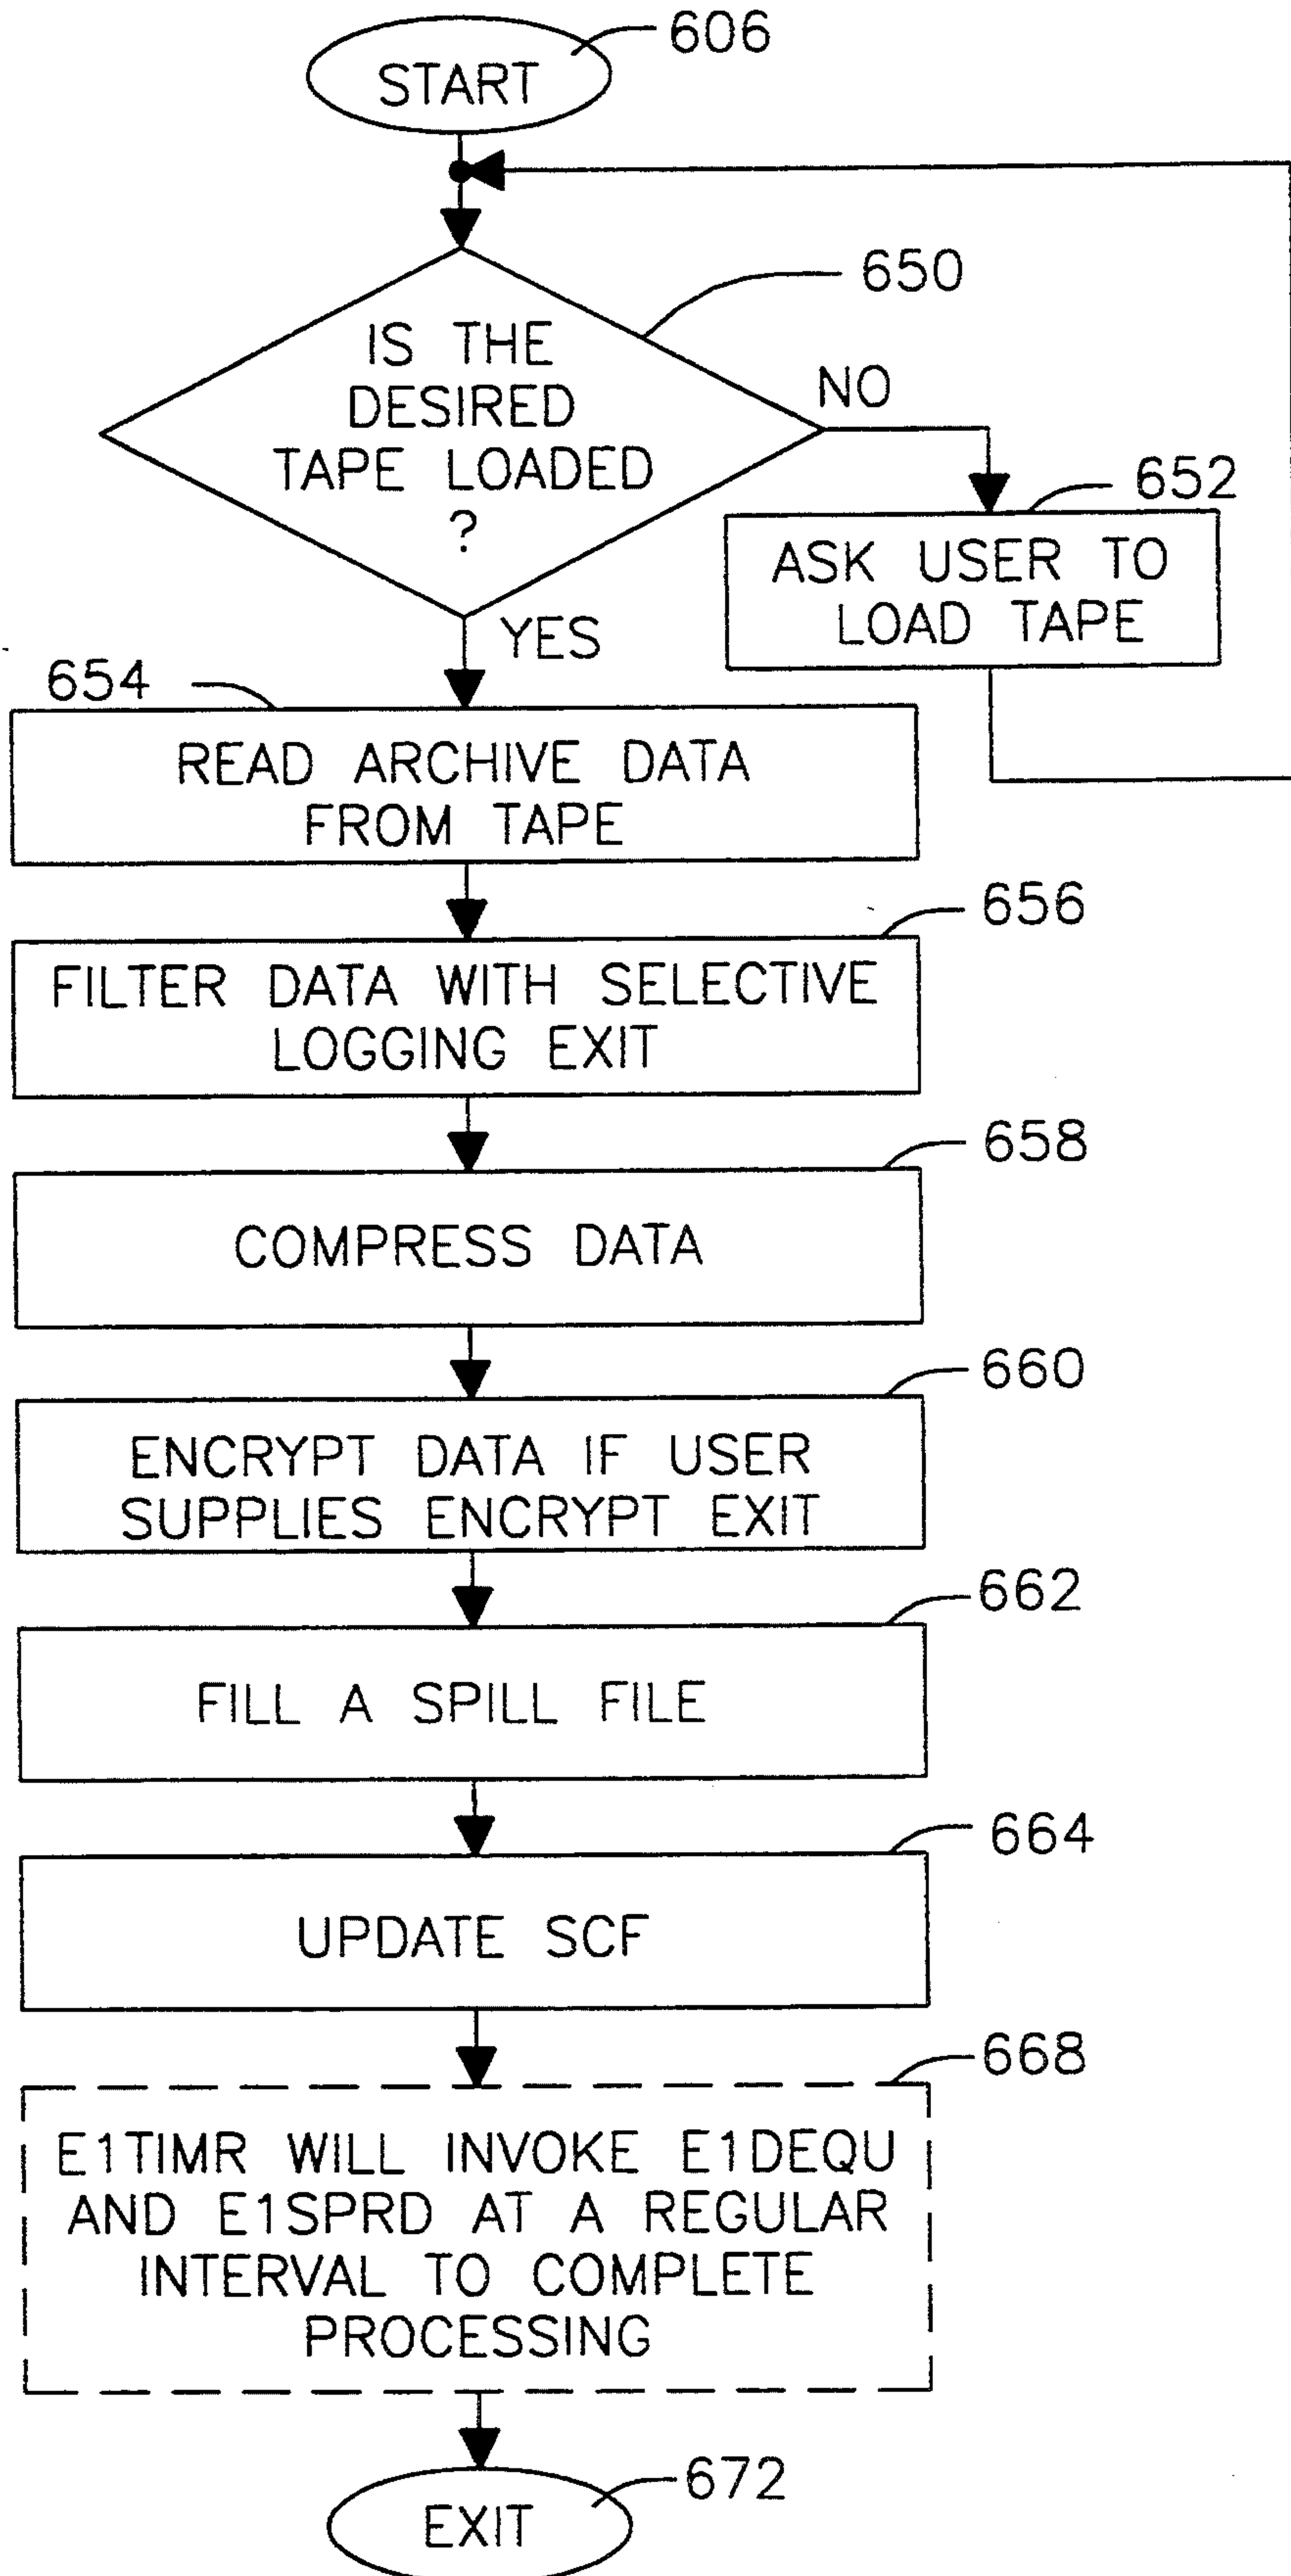 606
START
650
IS THE
DESIRED
TAPE LOADED
?
NO
652
ASK USER TO
LOAD TAPE
YES
654
READ ARCHIVE DATA
FROM TAPE
656
FILTER DATA WITH SELECTIVE
LOGGING EXIT
658
COMPRESS DATA
660
ENCRYPT DATA IF USER
SUPPLIES ENCRYPT EXIT
662
FILL A SPILL FILE
664
UPDATE SCF
668
E1TIMR WILL INVOKE E1DEQU
AND E1SPRD AT A REGULAR
INTERVAL TO COMPLETE
PROCESSING
672
EXIT